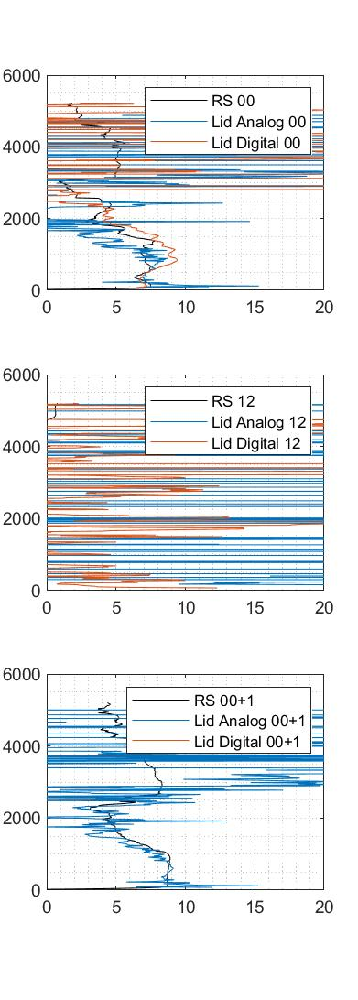 6000
4000
2000
0
0 5 10 15 20
RS 00
Lid Analog 00
Lid Digital 00
6000
4000
2000
0
0 5 10 15 20
RS 12
Lid Analog 12
Lid Digital 12
6000
4000
2000
0
0 5 10 15 20
RS 00+1
Lid Analog 00+1
Lid Digital 00+1